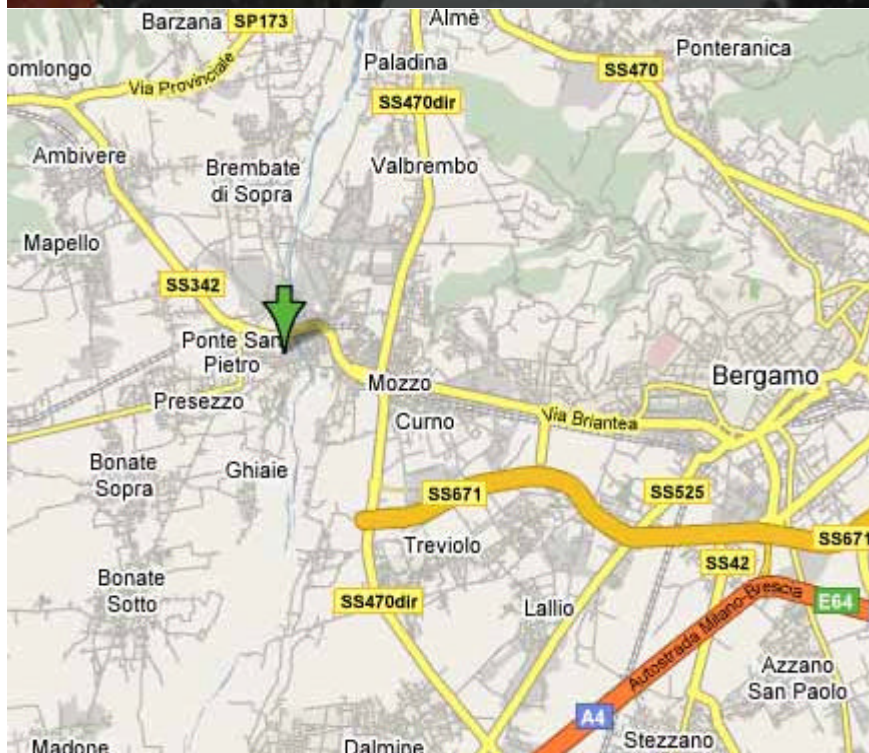 Barzana
SP173
Almè
omlongo
Via Provinciale
Paladina
SS470
Ponteranica
SS470dir
Ambivere
Brembate
di Sopra
Valbrembo
Mapello
SS342
Ponte San
Pietro
Mozzo
Bergamo
Presezzo
Curno
Via Briantea
Bonate
Sopra
Ghiaie
SS671
SS525
Treviolo
SS671
SS42
Bonate
Sotto
SS470dir
Lallio
Autostrada Milano-Brescia
E64
Azzano
San Paolo
A4
Stezzano
Madone
Dalmine